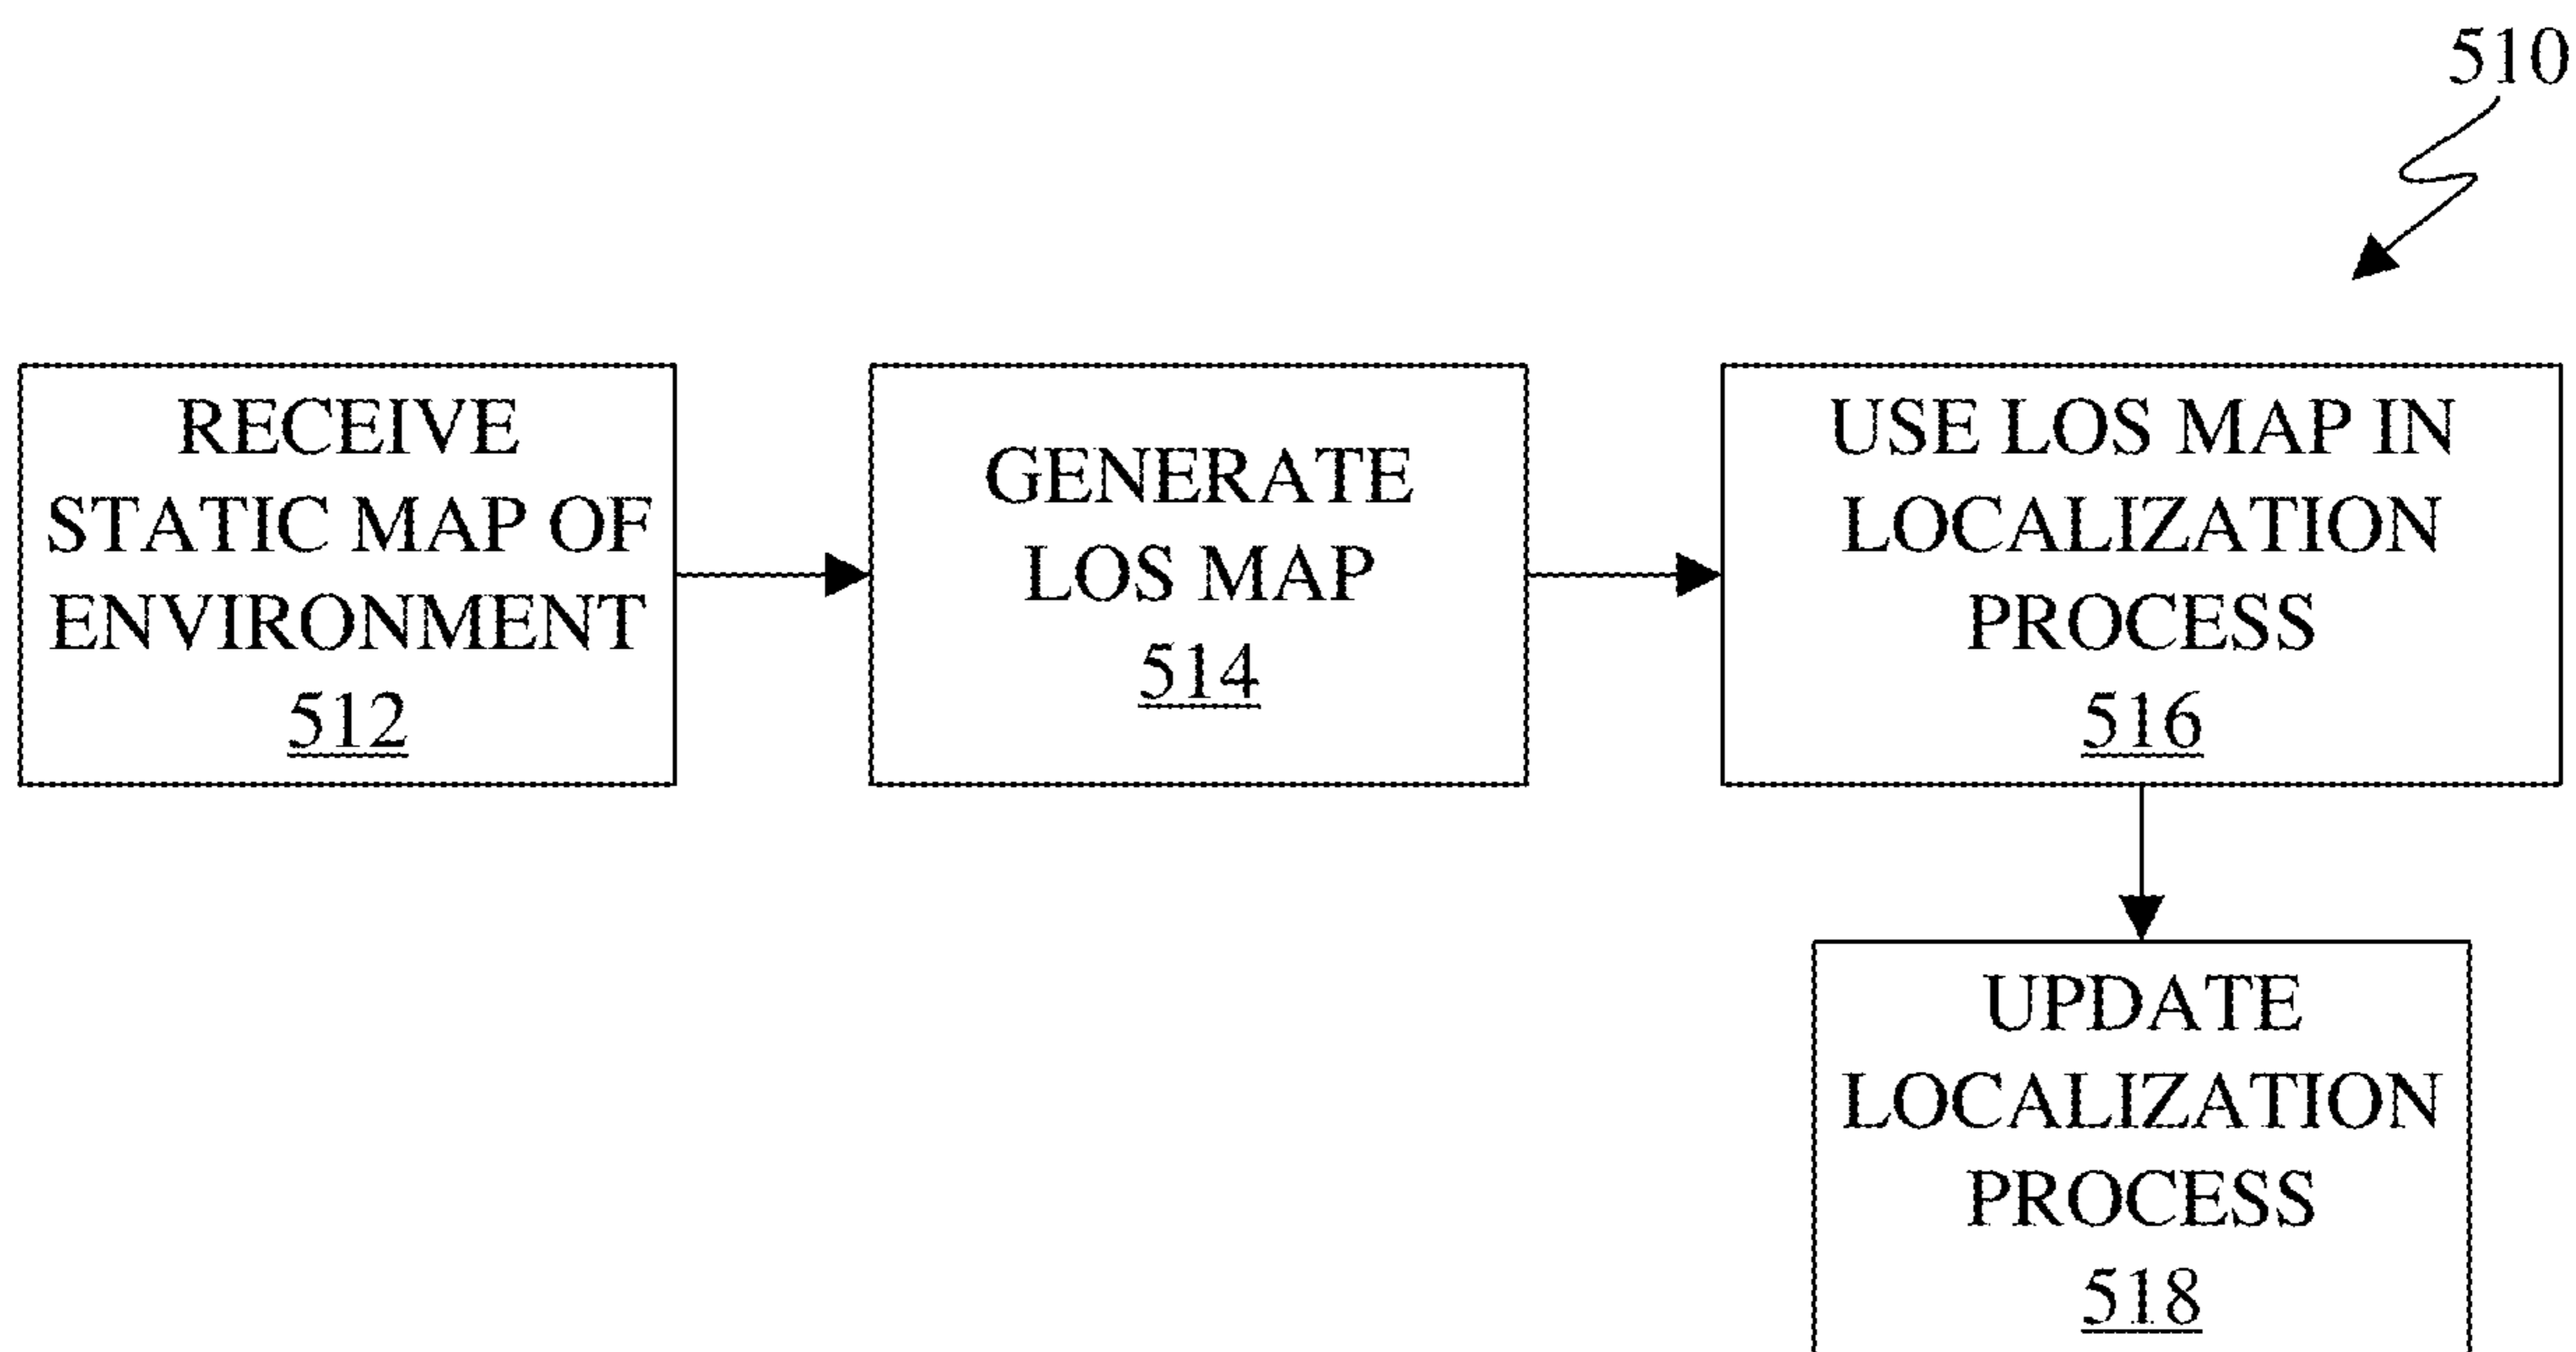 510
RECEIVE
STATIC MAP OF
ENVIRONMENT
512
GENERATE
LOS MAP
514
USE LOS MAP IN
LOCALIZATION
PROCESS
516
UPDATE
LOCALIZATION
PROCESS
518